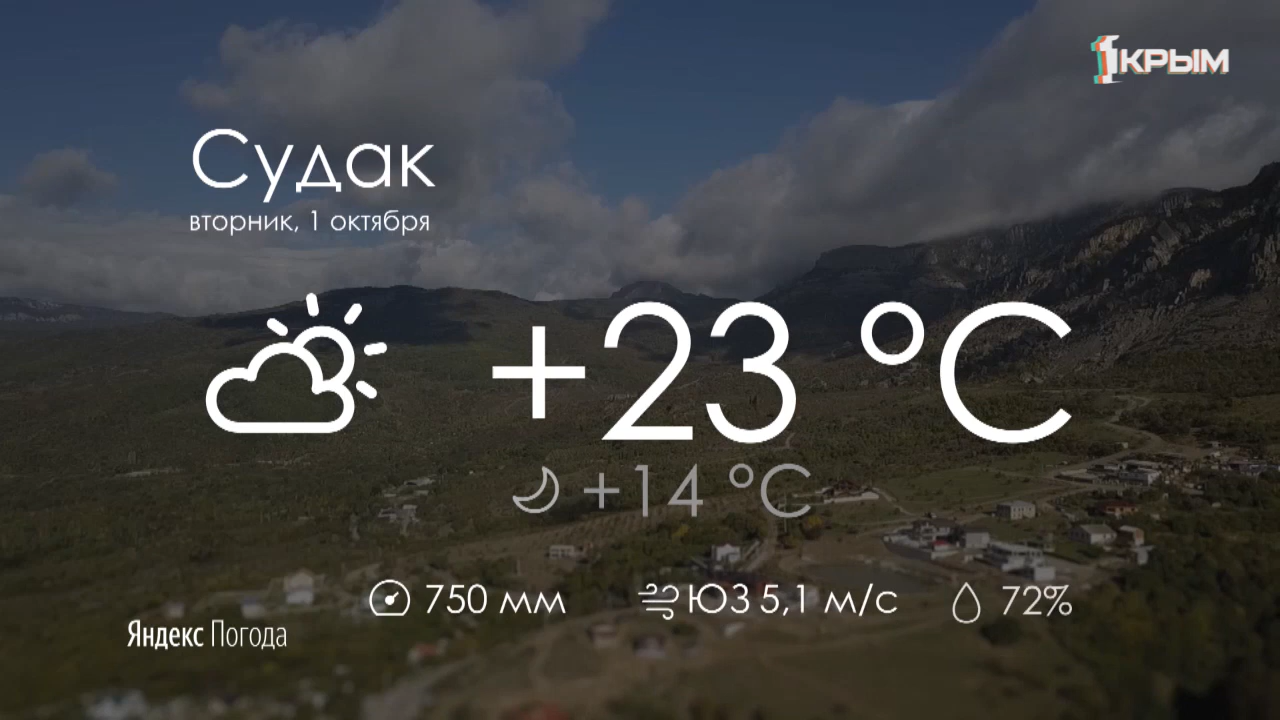 1КРЫМ
Судак
вторник, 1 октября
+23 °C
+14 °C
750 мм
ЮЗ 5,1 м/с
72%
Яндекс Погода